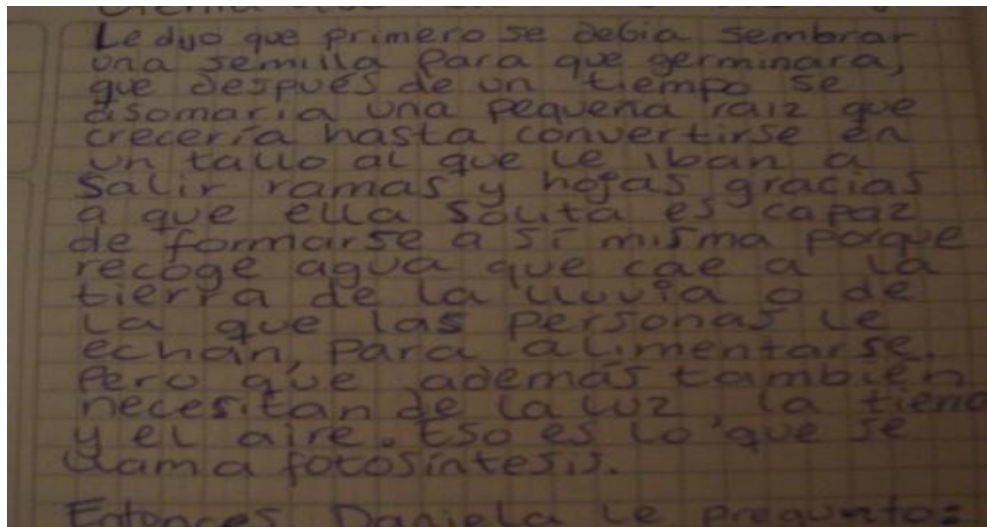 Le dijo que primero se debia sembrar
una semilla para que germinara,
que después de un tiempo se
asomaria una pequeña raiz que
crecería hasta convertirse en
un tallo al que le iban a
salir ramas y hojas gracias
a que ella solita es capaz
de formarse a sí misma porque
recoge agua que cae a la
tierra de la lluvia o de
la que las personas le
echan, para alimentarse.
Pero que además también
necesitan de la luz, la
y el aire. Eso es lo que se
llama fotosíntesis.
Entonces Daniela le preguntó: